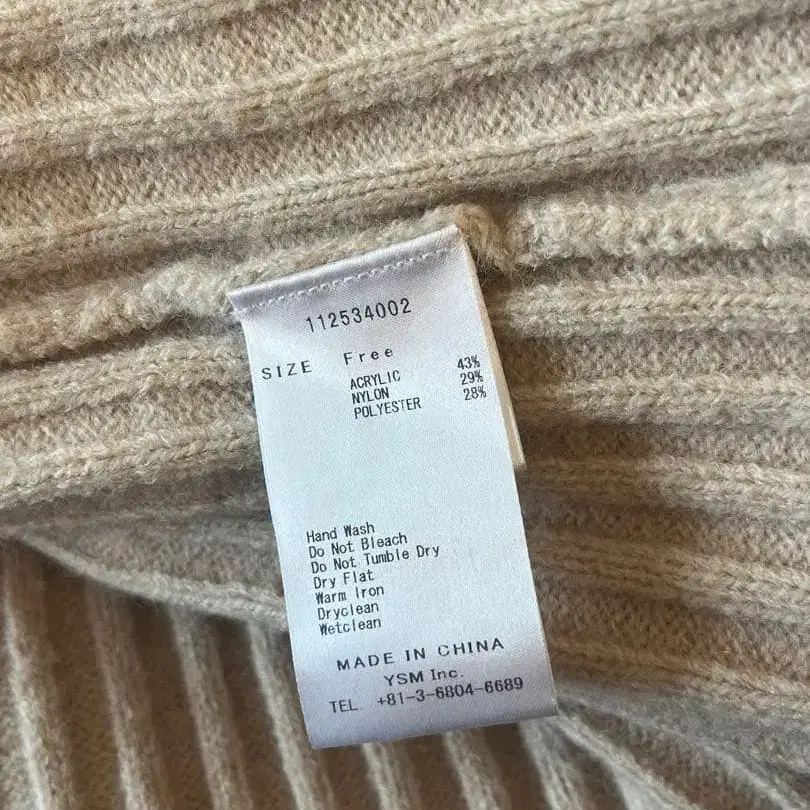 112534002
SIZE Free
ACRYLIC 43%
NYLON 29%
POLYESTER 28%
Hand Wash
Do Not Bleach
Do Not Tumble Dry
Dry Flat
Warm Iron
Dryclean
Wetclean
MADE IN CHINA
YSM Inc.
TEL +81-3-6804-6689